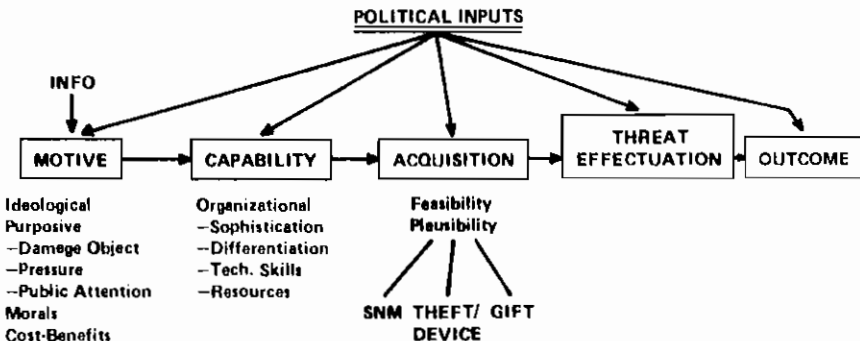 POLITICAL INPUTS
INFO
MOTIVE
CAPABILITY
ACQUISITION
THREAT
EFFECTUATION
OUTCOME
Ideological
Purposive
—Damage Object
—Pressure
—Public Attention
Morals
Cost-Benefits
Organizational
—Sophistication
—Differentiation
—Tech. Skills
—Resources
Feasibility
Plausibility
SNM THEFT/ GIFT
DEVICE